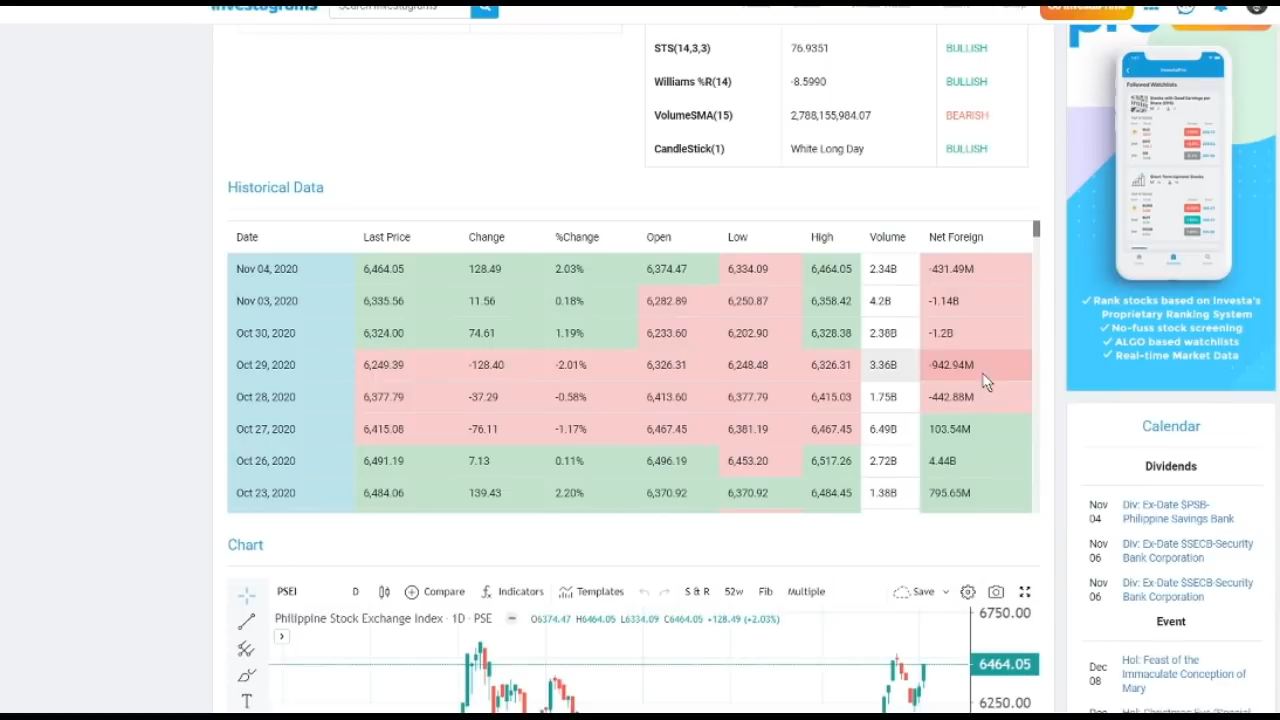 STS(14,3,3) 76.9351 BULLISH
Williams %R(14) -8.5990 BULLISH
VolumeSMA(15) 2,788,155,984.07 BEARISH
CandleStick(1) White Long Day BULLISH
Historical Data
Date Last Price Change %Change Open Low High Volume Net Foreign
Nov 04, 2020 6,464.05 128.49 2.03% 6,374.47 6,334.09 6,464.05 2.34B -431.49M
Nov 03, 2020 6,335.56 11.56 0.18% 6,282.89 6,250.87 6,358.42 4.2B -1.14B
Oct 30, 2020 6,324.00 74.61 1.19% 6,233.60 6,202.90 6,328.38 2.38B -1.2B
Oct 29, 2020 6,249.39 -128.40 -2.01% 6,326.31 6,248.48 6,326.31 3.36B -942.94M
Oct 28, 2020 6,377.79 -37.29 -0.58% 6,413.60 6,377.79 6,415.03 1.75B -442.88M
Oct 27, 2020 6,415.08 -76.11 -1.17% 6,467.45 6,381.19 6,467.45 6.49B 103.54M
Oct 26, 2020 6,491.19 7.13 0.11% 6,496.19 6,453.20 6,517.26 2.72B 4.44B
Oct 23, 2020 6,484.06 139.43 2.20% 6,370.92 6,370.92 6,484.45 1.38B 795.65M
Chart
PSEI D Compare Indicators Templates S & R 52w Fib Multiple Save
Philippine Stock Exchange Index · 1D · PSE O6374.47 H6464.05 L6334.09 C6464.05 +128.49 (+2.03%)
6750.00
6464.05
6250.00
Followed Watchlists
Rank stocks based on Investa's
Proprietary Ranking System
No-fuss stock screening
ALGO based watchlists
Real-time Market Data
Calendar
Dividends
Nov 04 Div: Ex-Date $PSB-
Philippine Savings Bank
Nov 06 Div: Ex-Date $SECB-Security
Bank Corporation
Nov 06 Div: Ex-Date $SECB-Security
Bank Corporation
Event
Dec 08 Hol: Feast of the
Immaculate Conception of
Mary